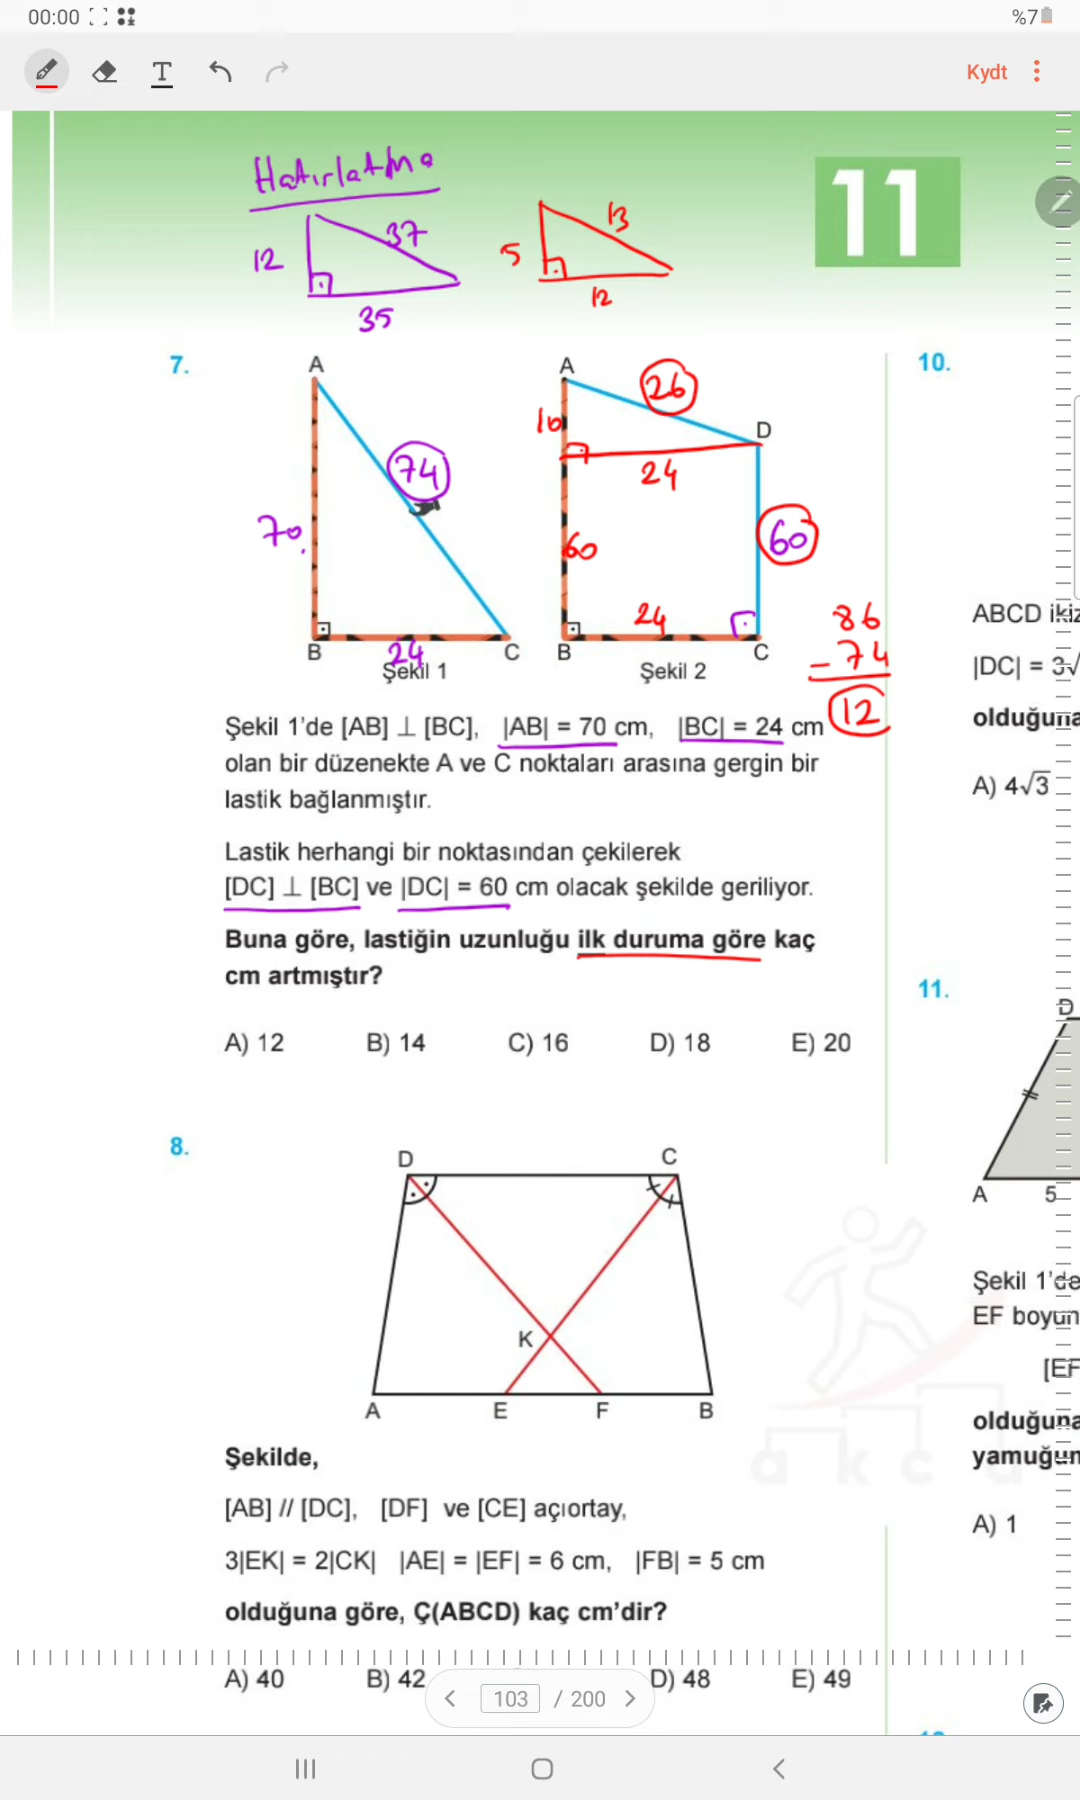 00:00
%7
T
Kydt
Hatırlatma
12
37
35
5
13
12
11
7.
A
70
74
B
24
C
Şekil 1
A
10
26
D
24
60
60
24
B
C
Şekil 2
86
- 74
12
Şekil 1'de [AB] ⊥ [BC], |AB| = 70 cm, |BC| = 24 cm
olan bir düzenekte A ve C noktaları arasına gergin bir
lastik bağlanmıştır.
Lastik herhangi bir noktasından çekilerek
[DC] ⊥ [BC] ve |DC| = 60 cm olacak şekilde geriliyor.
Buna göre, lastiğin uzunluğu ilk duruma göre kaç
cm artmıştır?
A) 12 B) 14 C) 16 D) 18 E) 20
8.
D
C
K
A
E
F
B
Şekilde,
[AB] // [DC], [DF] ve [CE] açıortay,
3|EK| = 2|CK| |AE| = |EF| = 6 cm, |FB| = 5 cm
olduğuna göre, Ç(ABCD) kaç cm'dir?
A) 40 B) 42 D) 48 E) 49
10.
ABCD ikiz
|DC| = 3√
olduğuna
A) 4√3
11.
D
A
5
Şekil 1'de
EF boyun
[EF
olduğuna
yamuğun
A) 1
akcd
103 / 200